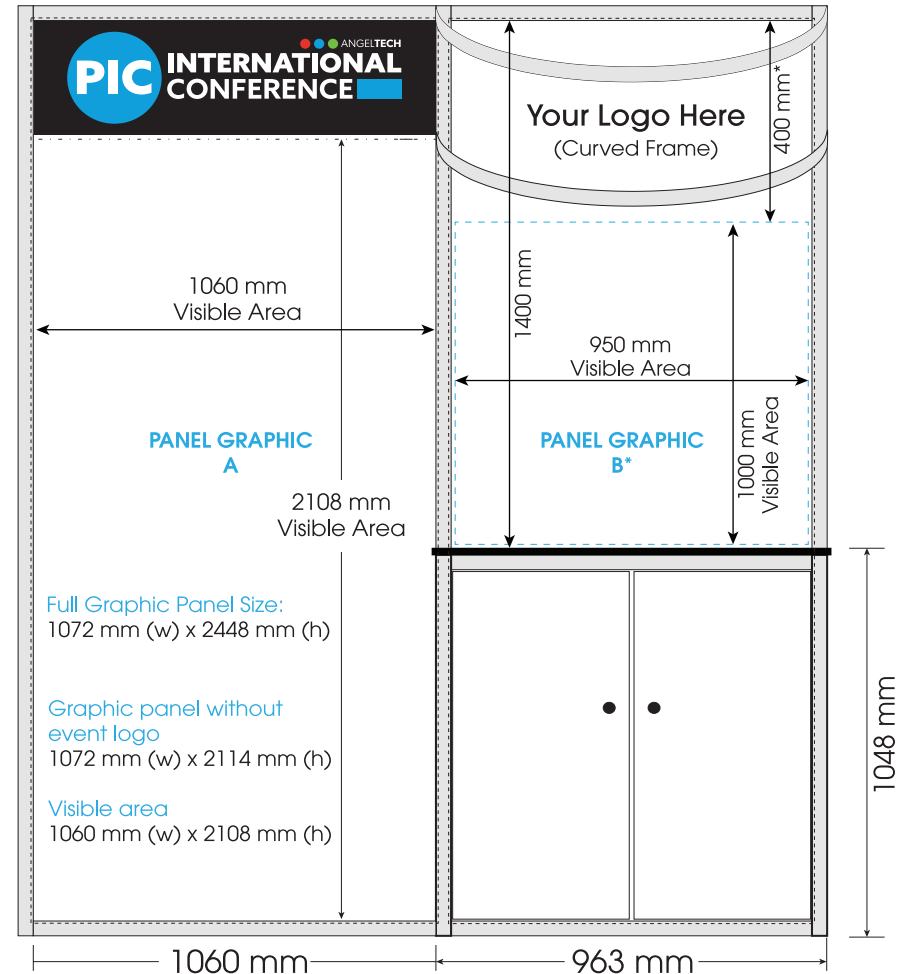 PIC
ANGELTECH
INTERNATIONAL
CONFERENCE
Your Logo Here
(Curved Frame)
400 mm*
1400 mm
1060 mm
Visible Area
950 mm
Visible Area
1000 mm
Visible Area
PANEL GRAPHIC
A
PANEL GRAPHIC
B*
2108 mm
Visible Area
Full Graphic Panel Size:
1072 mm (w) x 2448 mm (h)
Graphic panel without
event logo
1072 mm (w) x 2114 mm (h)
Visible area
1060 mm (w) x 2108 mm (h)
1048 mm
1060 mm
963 mm